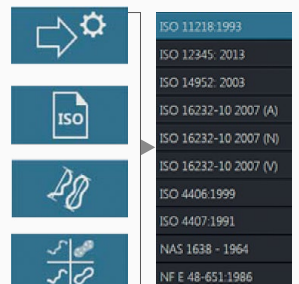 ISO
ISO 11218:1993
ISO 12345: 2013
ISO 14952: 2003
ISO 16232-10 2007 (A)
ISO 16232-10 2007 (N)
ISO 16232-10 2007 (V)
ISO 4406:1999
ISO 4407:1991
NAS 1638 - 1964
NF E 48-651:1986